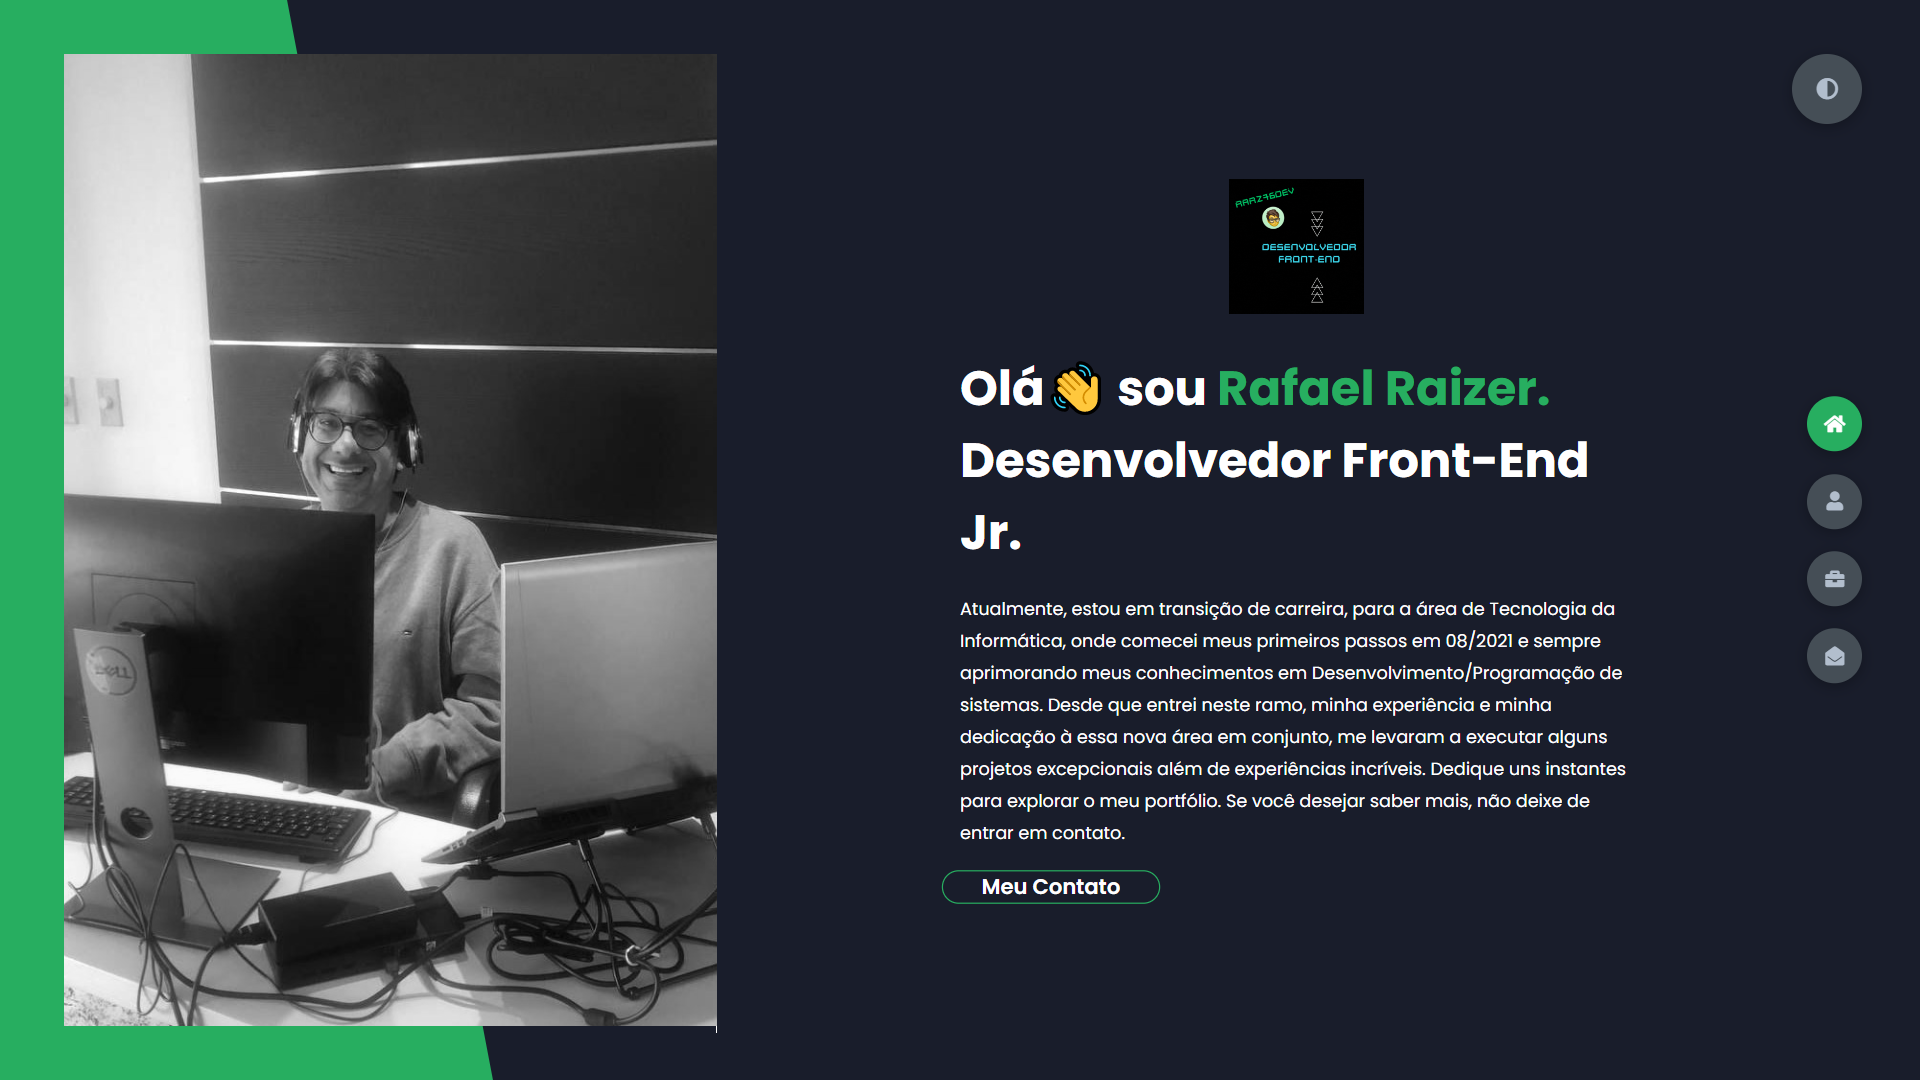 RRRZ76DEV
DESENVOLVEDOR
FRONT-END
Olá👋 sou Rafael Raizer.
Desenvolvedor Front-End
Jr.
Atualmente, estou em transição de carreira, para a área de Tecnologia da
Informática, onde comecei meus primeiros passos em 08/2021 e sempre
aprimorando meus conhecimentos em Desenvolvimento/Programação de
sistemas. Desde que entrei neste ramo, minha experiência e minha
dedicação à essa nova área em conjunto, me levaram a executar alguns
projetos excepcionais além de experiências incríveis. Dedique uns instantes
para explorar o meu portfólio. Se você desejar saber mais, não deixe de
entrar em contato.
Meu Contato
DELL